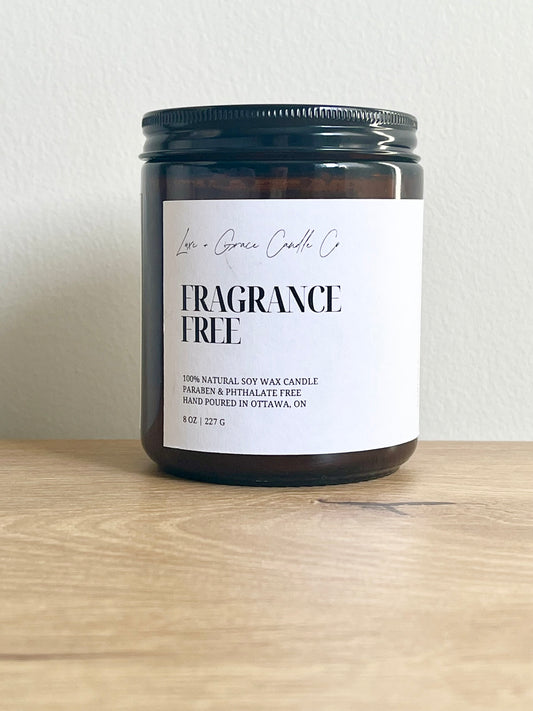 Luxe + Grace Candle Co
FRAGRANCE
FREE
100% NATURAL SOY WAX CANDLE
PARABEN & PHTHALATE FREE
HAND POURED IN OTTAWA, ON
8 OZ | 227 G